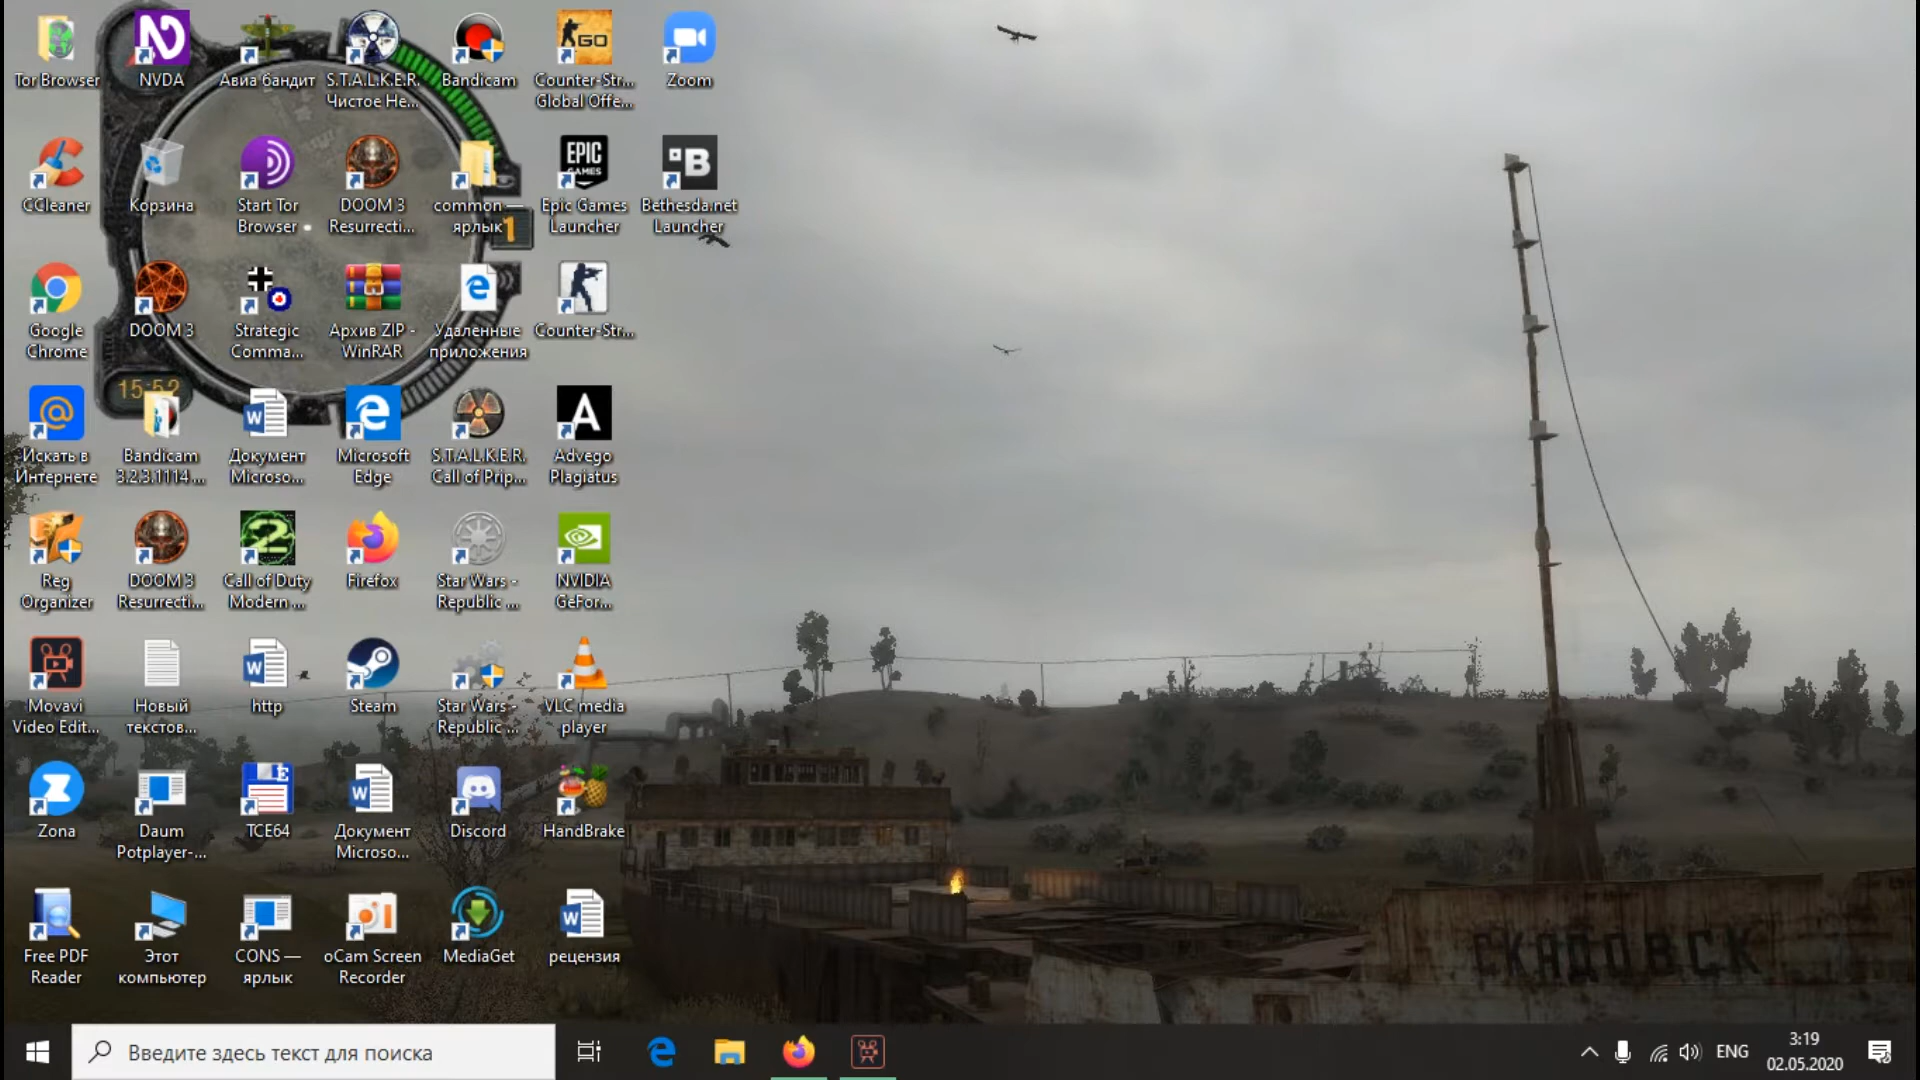 Tor Browser
NVDA
Авиа бандит
S.T.A.L.K.E.R.
Чистое Не...
Bandicam
GO
Counter-Str...
Global Offe...
Zoom
CCleaner
Корзина
Start Tor
Browser
DOOM 3
Resurrecti...
common —
ярлык
1
EPIC
GAMES
Epic Games
Launcher
B
Bethesda.net
Launcher
Google
Chrome
DOOM 3
Strategic
Comma...
Архив ZIP -
WinRAR
Удаленные
приложения
Counter-Str...
15:52
Искать в
Интернете
Bandicam
3.2.3.1114 ...
Документ
Microso...
Microsoft
Edge
S.T.A.L.K.E.R.
Call of Prip...
A
Advego
Plagiatus
Reg
Organizer
DOOM 3
Resurrecti...
2
Call of Duty
Modern ...
Firefox
Star Wars -
Republic ...
NVIDIA
GeFor...
Movavi
Video Edit...
Новый
текстов...
http
Steam
Star Wars -
Republic ...
VLC media
player
Zona
Daum
Potplayer-...
TCE64
Документ
Microso...
Discord
HandBrake
Free PDF
Reader
Этот
компьютер
CONS —
ярлык
oCam Screen
Recorder
MediaGet
рецензия
СКАДОВСК
Введите здесь текст для поиска
ENG
3:19
02.05.2020